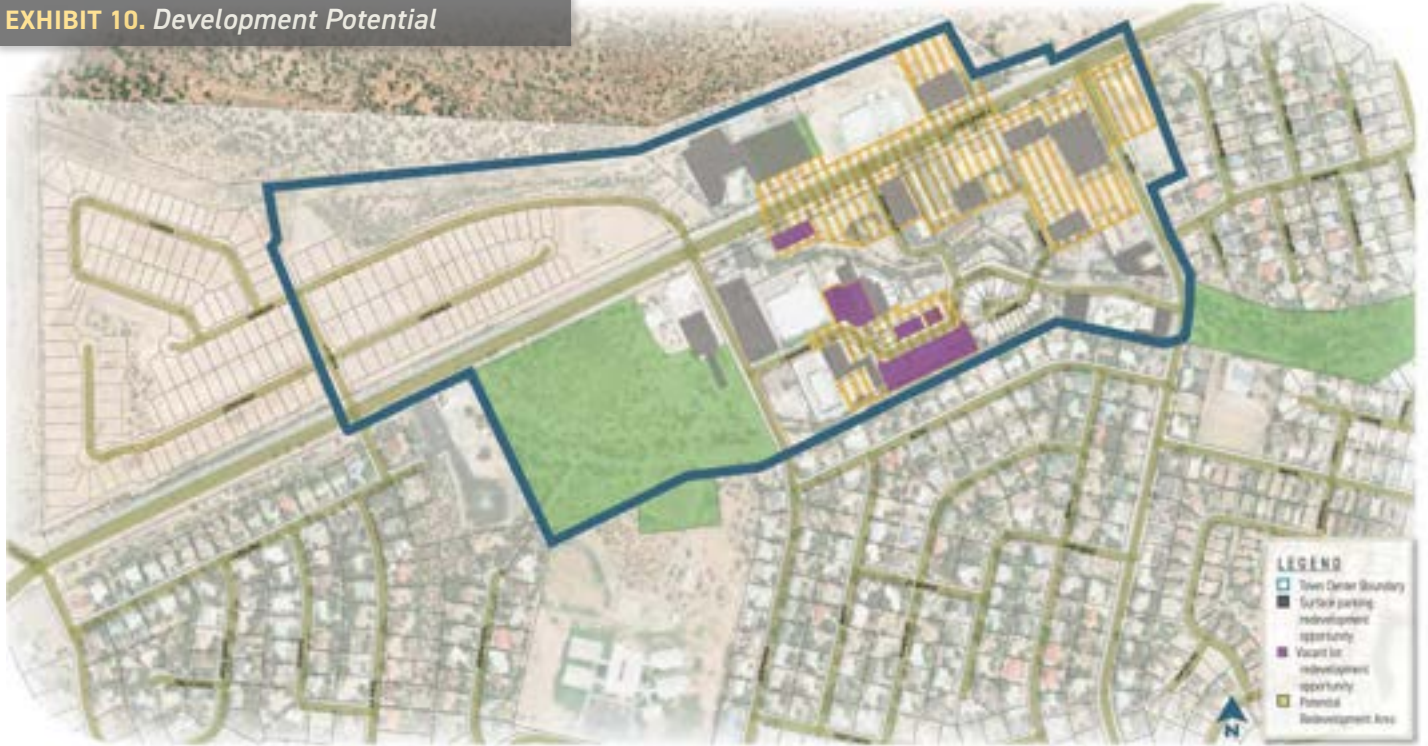 EXHIBIT 10. Development Potential
LEGEND
Town Center Boundary
Surface parking
redevelopment
opportunity
Vacant lot
redevelopment
opportunity
Potential
Redevelopment Area
N